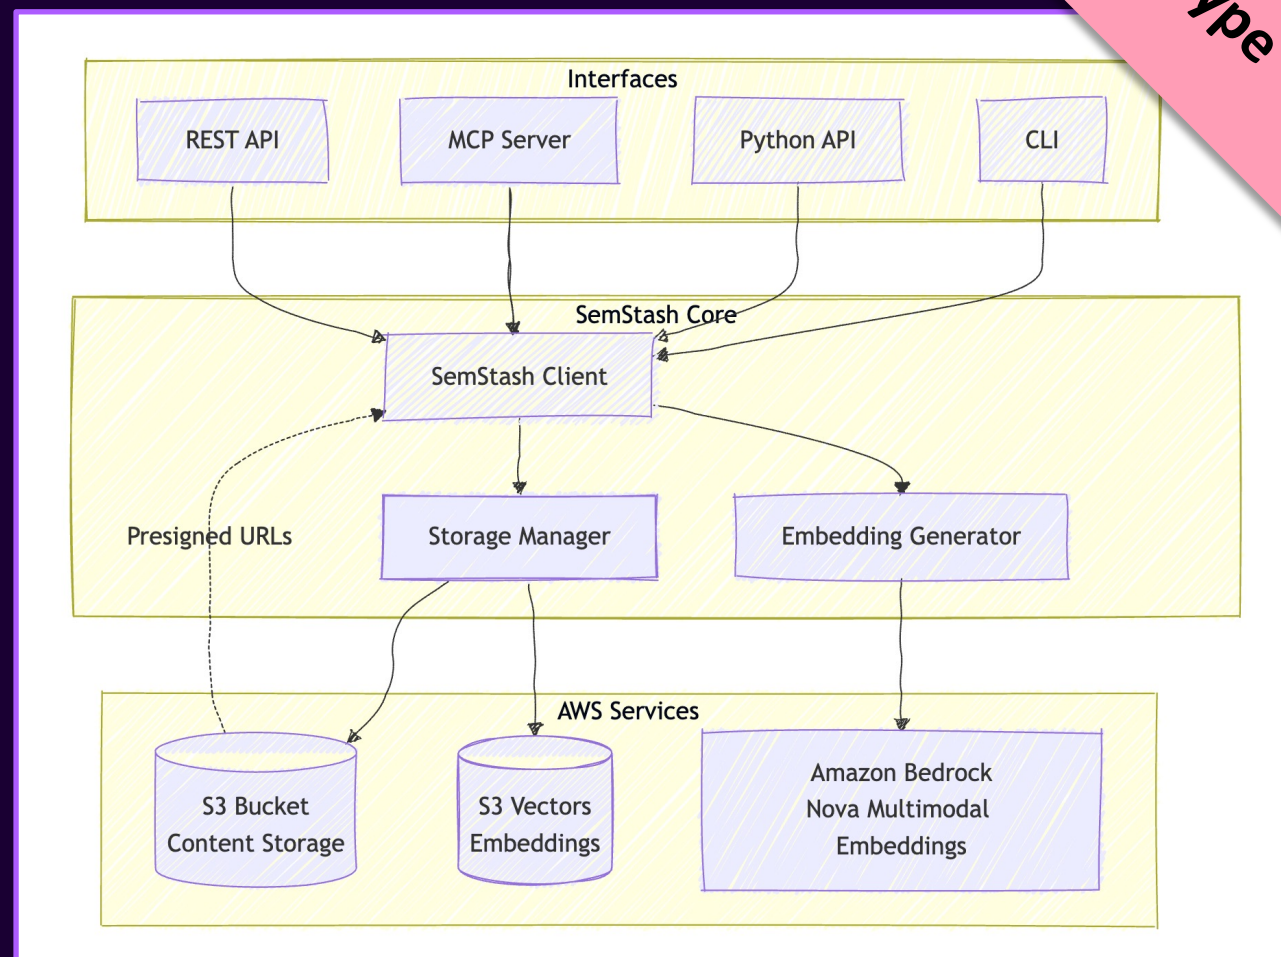 ype
Interfaces
REST API
MCP Server
Python API
CLI
SemStash Core
SemStash Client
Presigned URLs
Storage Manager
Embedding Generator
AWS Services
S3 Bucket
Content Storage
S3 Vectors
Embeddings
Amazon Bedrock
Nova Multimodal
Embeddings